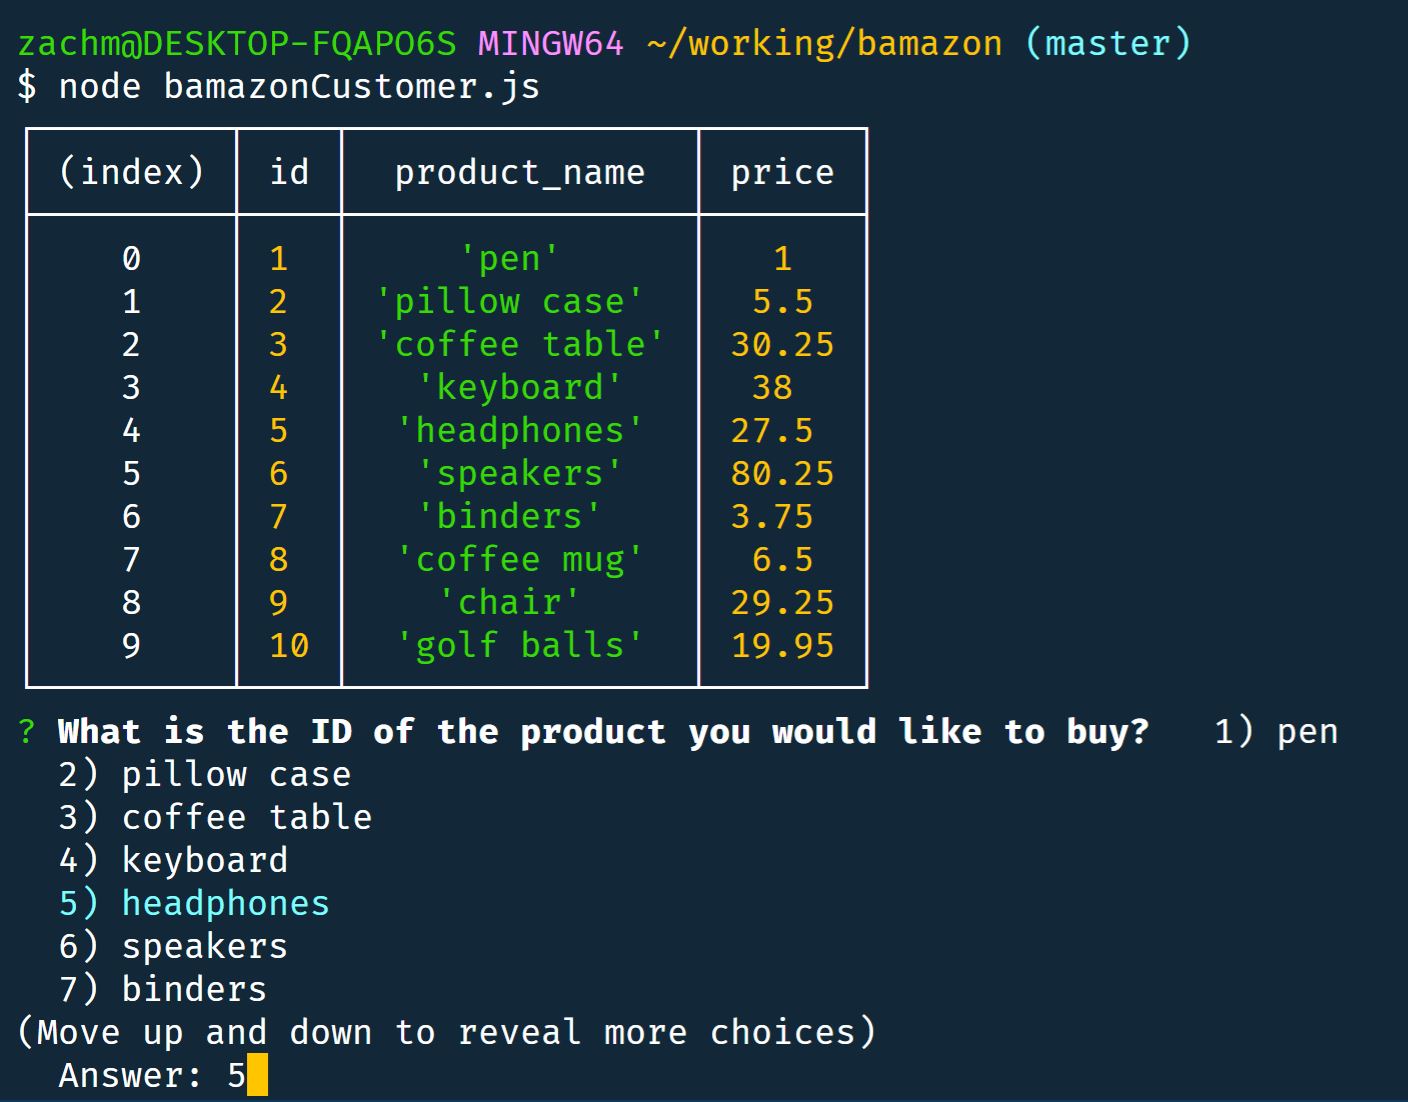 zachm@DESKTOP-FQAPO6S MINGW64 ~/working/bamazon (master)
$ node bamazonCustomer.js
(index) id product_name price
0 1 'pen' 1
1 2 'pillow case' 5.5
2 3 'coffee table' 30.25
3 4 'keyboard' 38
4 5 'headphones' 27.5
5 6 'speakers' 80.25
6 7 'binders' 3.75
7 8 'coffee mug' 6.5
8 9 'chair' 29.25
9 10 'golf balls' 19.95
? What is the ID of the product you would like to buy? 1) pen
2) pillow case
3) coffee table
4) keyboard
5) headphones
6) speakers
7) binders
(Move up and down to reveal more choices)
Answer: 5